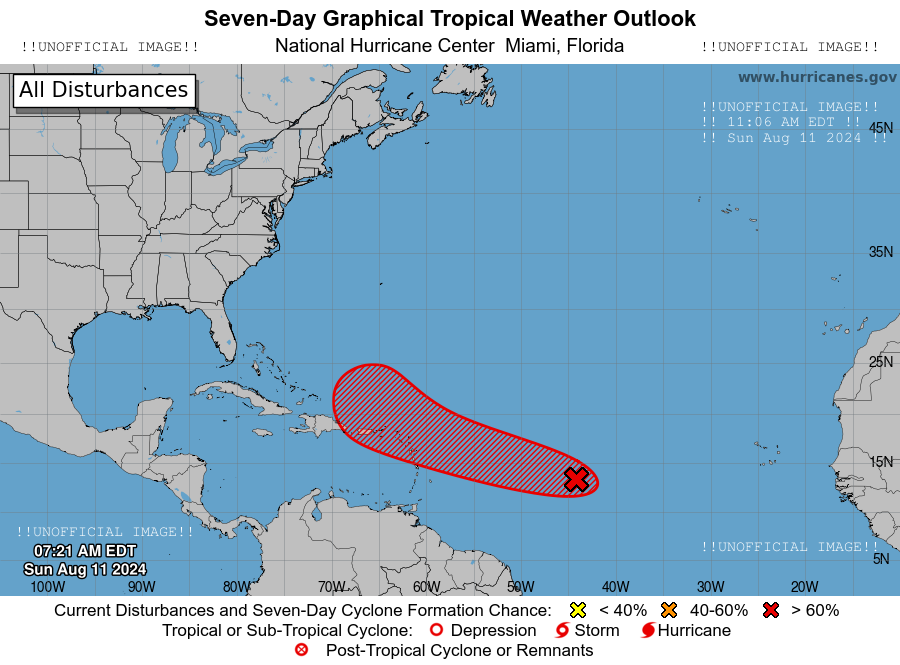 Seven-Day Graphical Tropical Weather Outlook
!!UNOFFICIAL IMAGE!!
National Hurricane Center Miami, Florida
!!UNOFFICIAL IMAGE!!
All Disturbances
www.hurricanes.gov
!!UNOFFICIAL IMAGE!!
!! 11:06 AM EDT !!
!! Sun Aug 11 2024 !!
45N
35N
25N
15N
!!UNOFFICIAL IMAGE!!
07:21 AM EDT
Sun Aug 11 2024
!!UNOFFICIAL IMAGE!!
5N
100W 90W 80W 70W 60W 50W 40W 30W 20W
Current Disturbances and Seven-Day Cyclone Formation Chance: < 40% 40-60% > 60%
Tropical or Sub-Tropical Cyclone: Depression Storm Hurricane
Post-Tropical Cyclone or Remnants